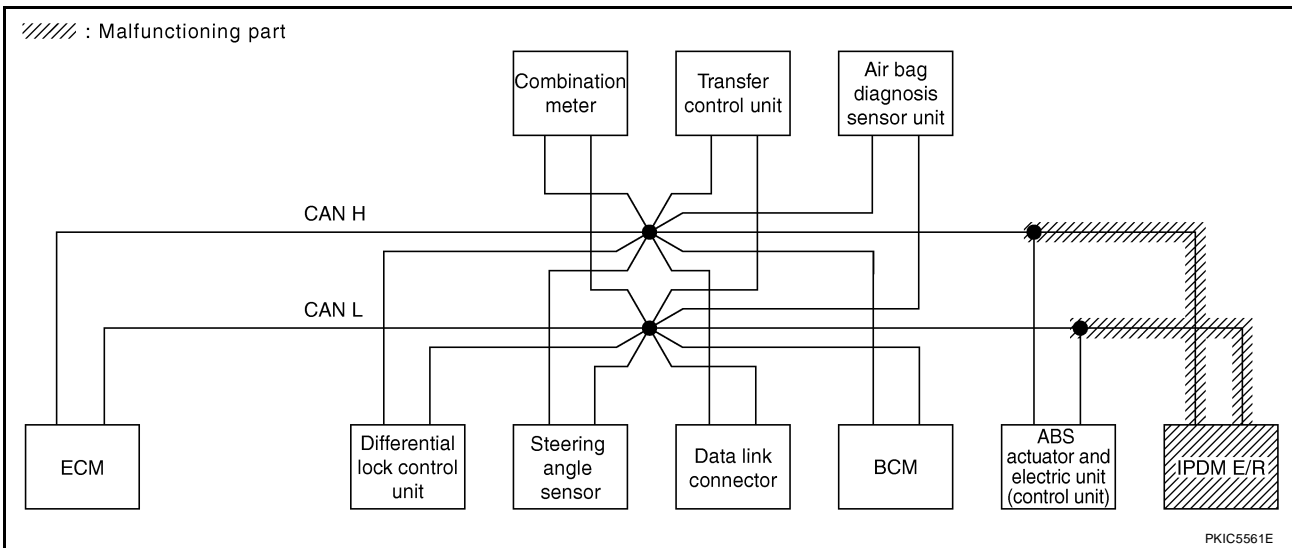 : Malfunctioning part
Combination
meter
Transfer
control unit
Air bag
diagnosis
sensor unit
CAN H
CAN L
ECM
Differential
lock control
unit
Steering
angle
sensor
Data link
connector
BCM
ABS
actuator and
electric unit
(control unit)
IPDM E/R
PKIC5561E